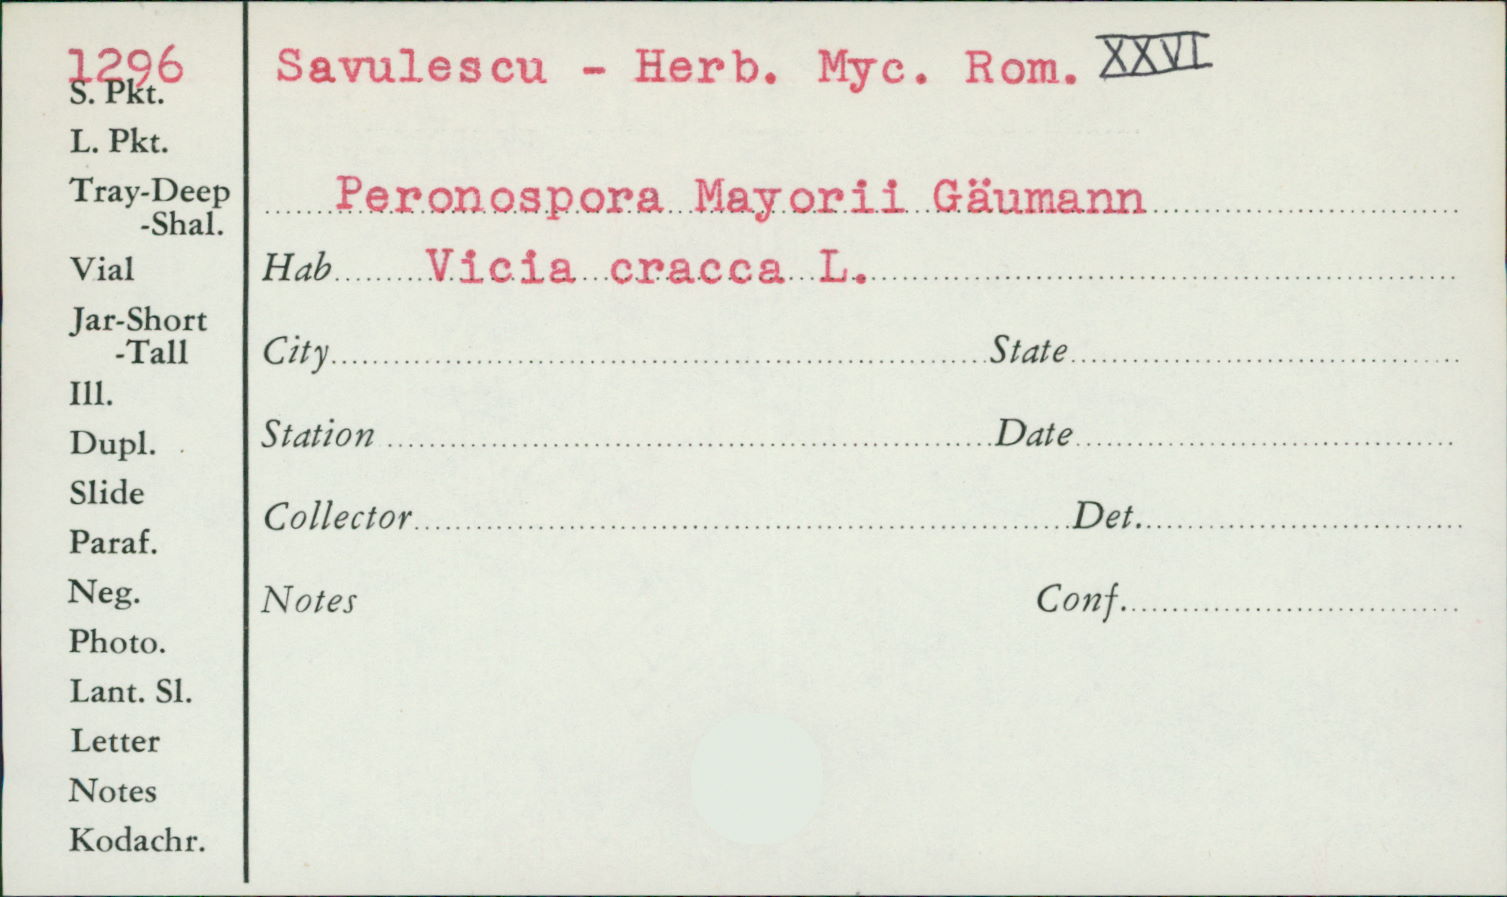 1296
S. Pkt.
L. Pkt.
Tray-Deep
-Shal.
Vial
Jar-Short
-Tall
Ill.
Dupl.
Slide
Paraf.
Neg.
Photo.
Lant. Sl.
Letter
Notes
Kodachr.
Savulescu - Herb. Myc. Rom. XXVI
Peronospora Mayorii Gäumann
Hab. Vicia cracca L.
City State
Station Date
Collector Det.
Notes Conf.